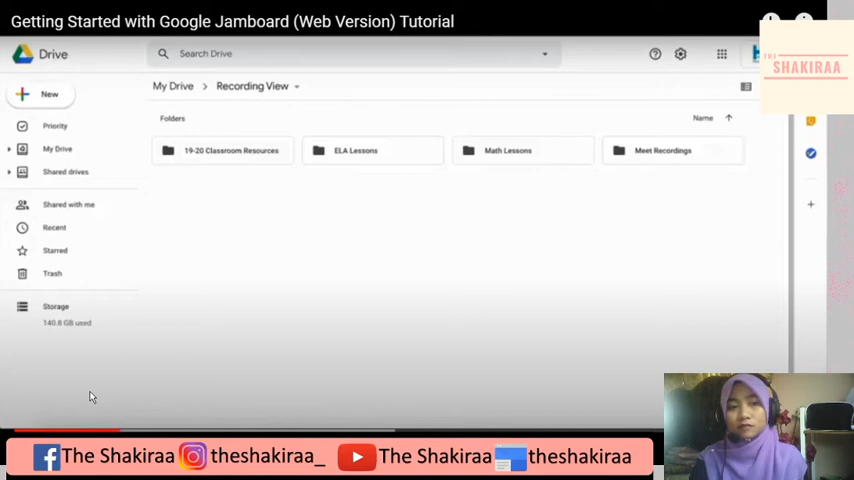 Getting Started with Google Jamboard (Web Version) Tutorial
THE
SHAKIRAA
Drive
Search Drive
New
My Drive
Recording View
Folders
Name
19-20 Classroom Resources
ELA Lessons
Math Lessons
Meet Recordings
Priority
My Drive
Shared drives
Shared with me
Recent
Starred
Trash
Storage
140.8 GB used
The Shakiraa
theshakiraa_
The Shakiraa
theshakiraa